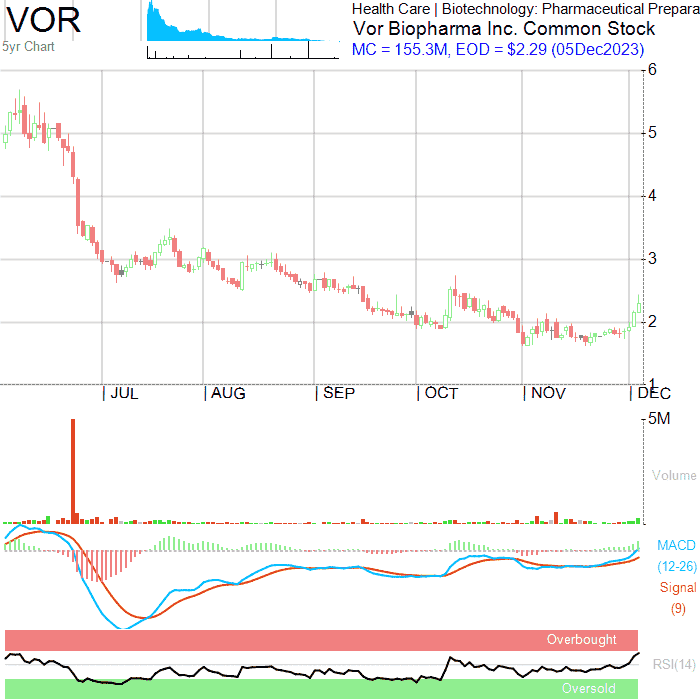 VOR
5yr Chart
Health Care | Biotechnology: Pharmaceutical Prepara
Vor Biopharma Inc. Common Stock
MC = 155.3M, EOD = $2.29 (05Dec2023)
6
5
4
3
2
1
JUL
AUG
SEP
OCT
NOV
DEC
5M
Volume
MACD
(12-26)
Signal
(9)
Overbought
RSI(14)
Oversold